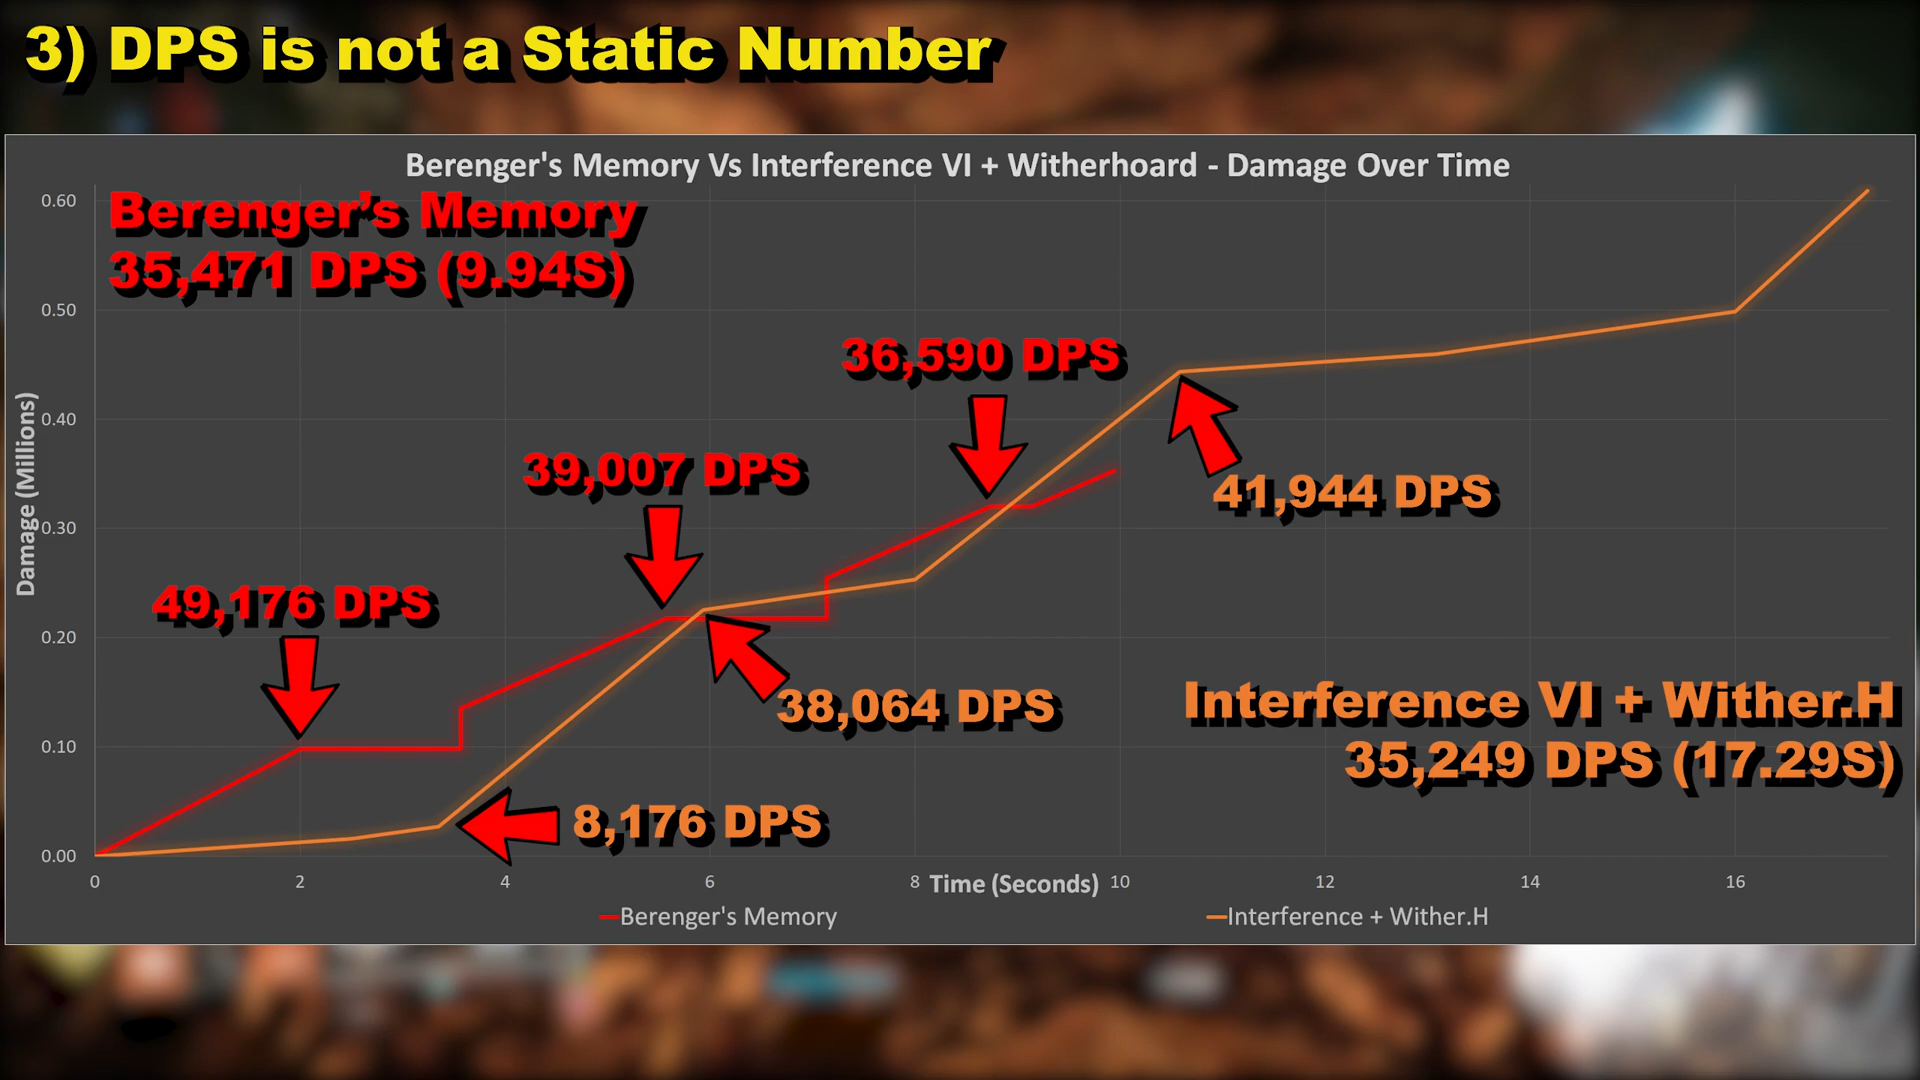 3) DPS is not a Static Number
Berenger's Memory Vs Interference VI + Witherhoard - Damage Over Time
Berenger's Memory
35,471 DPS (9.94S)
49,176 DPS
39,007 DPS
36,590 DPS
41,944 DPS
38,064 DPS
8,176 DPS
Interference VI + Wither.H
35,249 DPS (17.29S)
Damage (Millions)
0.60
0.50
0.40
0.30
0.20
0.10
0.00
0 2 4 6 8 10 12 14 16
Time (Seconds)
Berenger's Memory
Interference + Wither.H